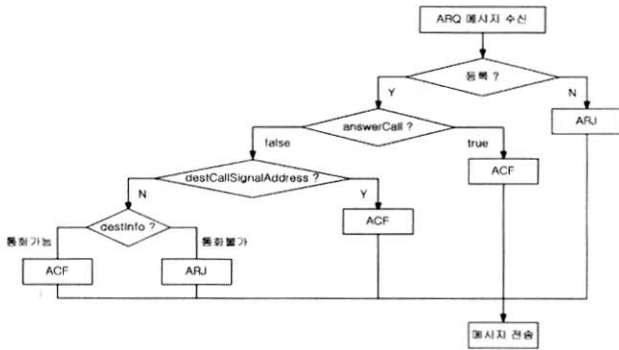 ARQ 메시지 수신
등록 ?
Y
N
answerCall ?
ARJ
false
true
destCallSignalAddress ?
ACF
N
Y
destInfo ?
ACF
통화가능
통화불가
ACF
ARJ
메시지 전송